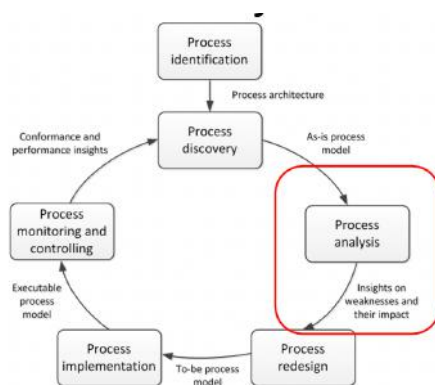 Process
identification
Process architecture
Process
discovery
Conformance and
performance insights
As-is process
model
Process
monitoring and
controlling
Process
analysis
Executable
process model
Insights on
weaknesses and
their impact
Process
implementation
To-be process
model
Process
redesign